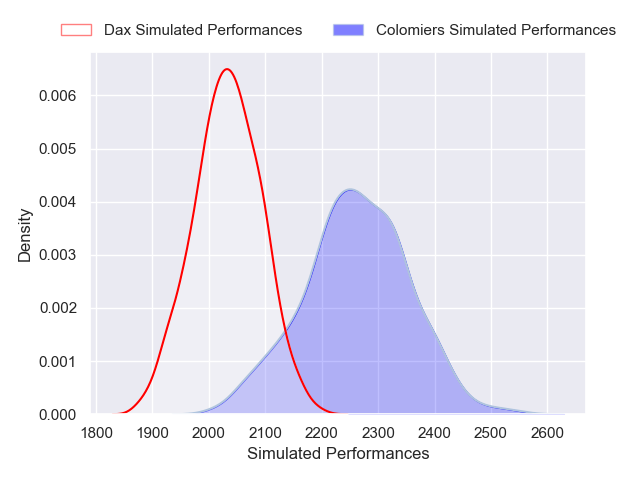 Dax Simulated Performances Colomiers Simulated Performances
0.006
0.005
0.004
0.003
0.002
0.001
0.000
Density
1800 1900 2000 2100 2200 2300 2400 2500 2600
Simulated Performances